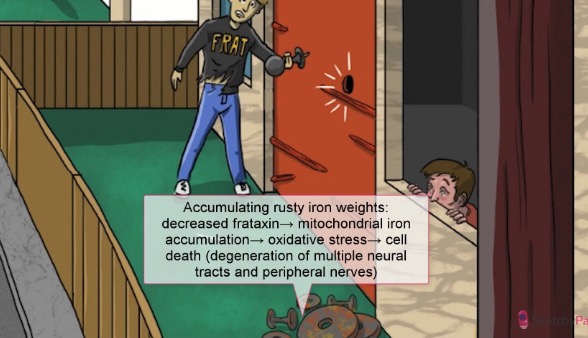 FRAT
Accumulating rusty iron weights:
decreased frataxin→ mitochondrial iron
accumulation→ oxidative stress→ cell
death (degeneration of multiple neural
tracts and peripheral nerves)